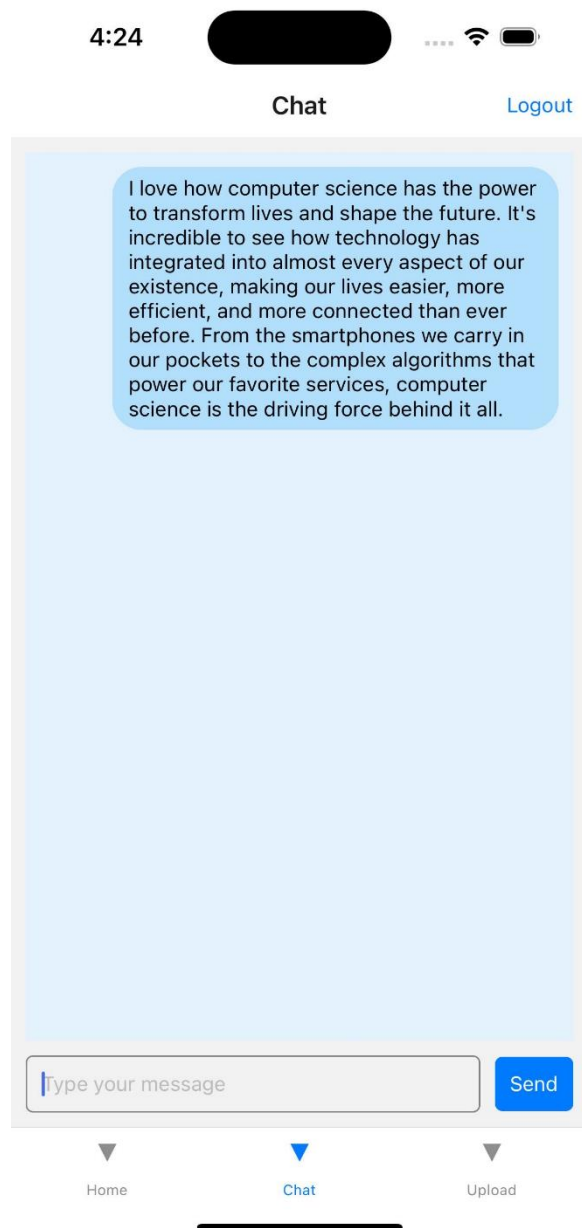 4:24
Chat
Logout
I love how computer science has the power
to transform lives and shape the future. It's
incredible to see how technology has
integrated into almost every aspect of our
existence, making our lives easier, more
efficient, and more connected than ever
before. From the smartphones we carry in
our pockets to the complex algorithms that
power our favorite services, computer
science is the driving force behind it all.
Type your message
Send
Home
Chat
Upload